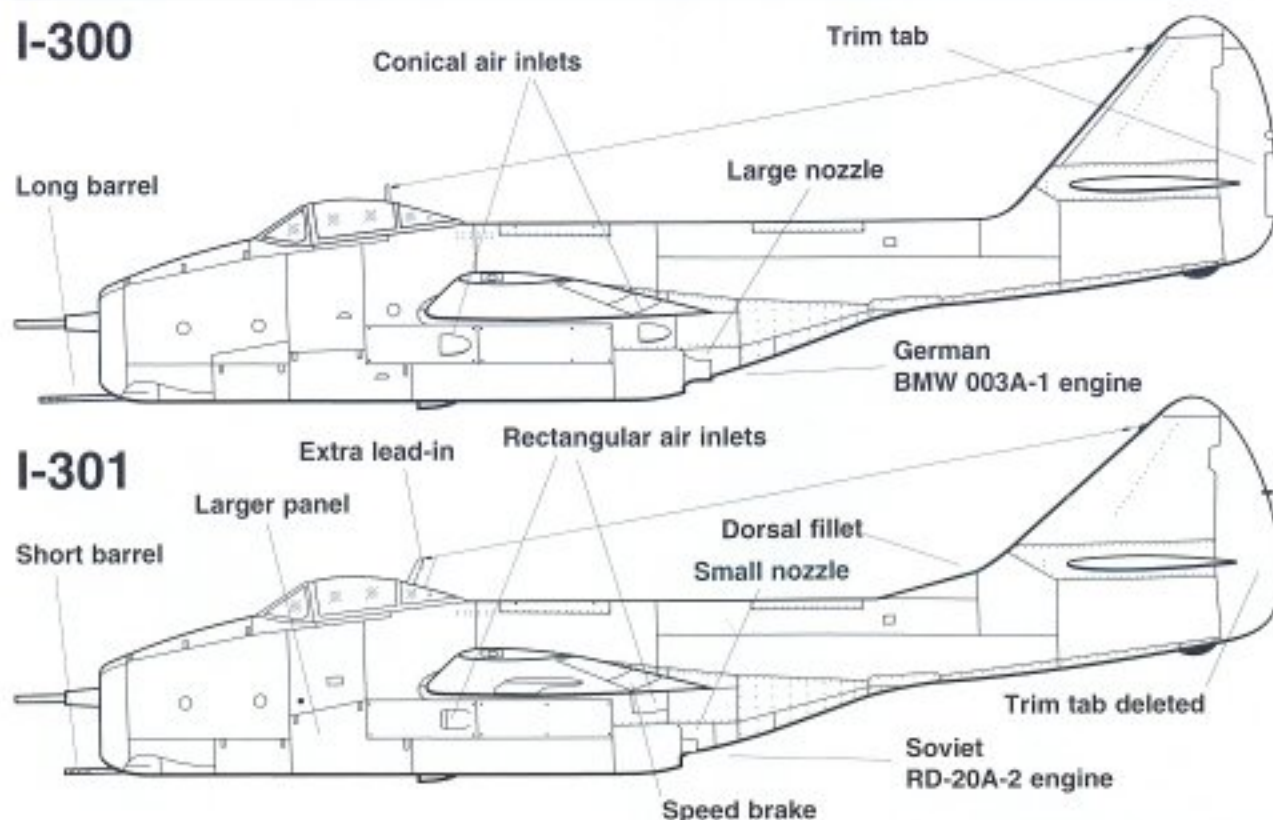 I-300
Conical air inlets
Trim tab
Long barrel
Large nozzle
German
BMW 003A-1 engine
I-301
Extra lead-in
Rectangular air inlets
Larger panel
Short barrel
Dorsal fillet
Small nozzle
Trim tab deleted
Soviet
RD-20A-2 engine
Speed brake